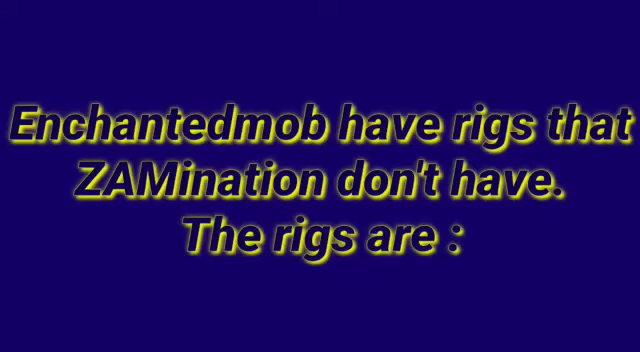 Enchantedmob have rigs that
ZAMination don't have.
The rigs are :